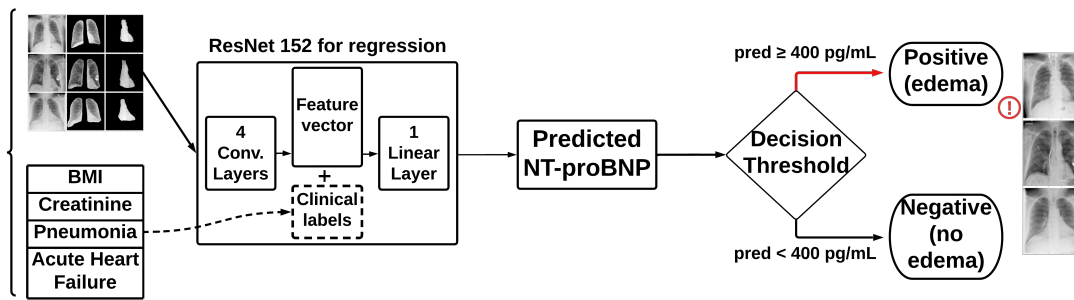 ResNet 152 for regression
BMI
Creatinine
Pneumonia
Acute Heart
Failure
4
Conv.
Layers
Feature
vector
+
Clinical
labels
1
Linear
Layer
Predicted
NT-proBNP
Decision
Threshold
pred ≥ 400 pg/mL
Positive
(edema)
!
pred < 400 pg/mL
Negative
(no
edema)